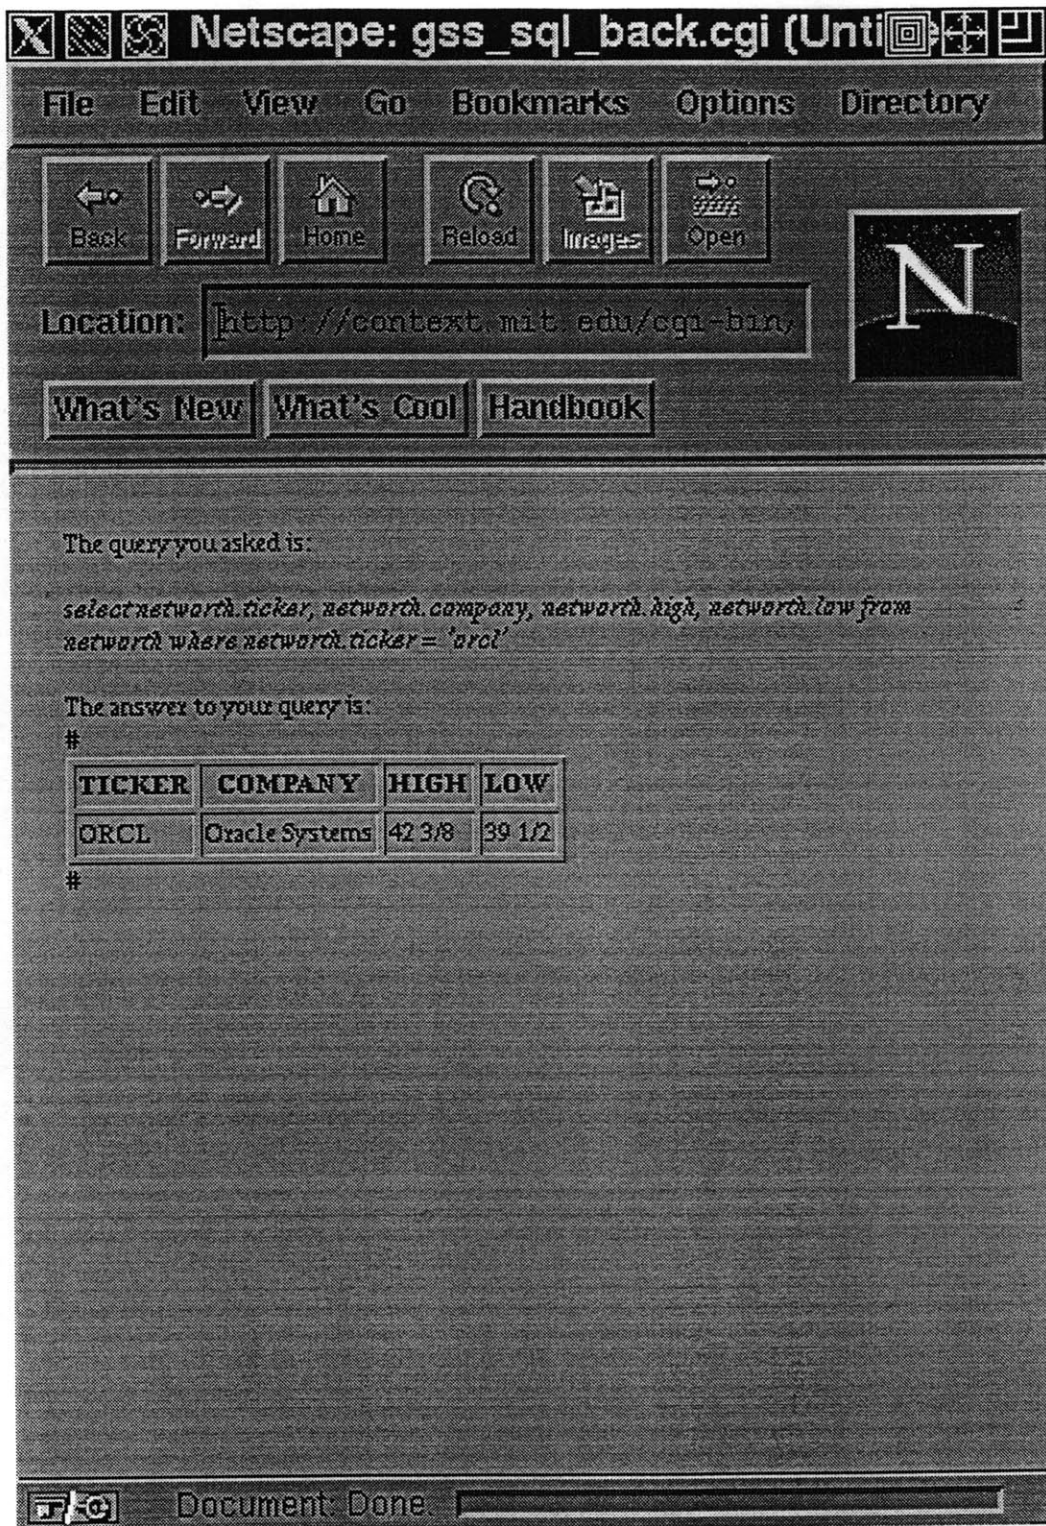 Netscape: gss_sql_back.cgi (Unti
File Edit View Go Bookmarks Options Directory
Back Forward Home Reload Images Open
N
Location: http://context.mit.edu/cgi-bin/
What's New What's Cool Handbook
The query you asked is:
select networth.ticker, networth.company, networth.high, networth.low from
networth where networth.ticker = 'orcl'
The answer to your query is:
#
TICKER COMPANY HIGH LOW
ORCL Oracle Systems 42 3/8 39 1/2
#
Document: Done.